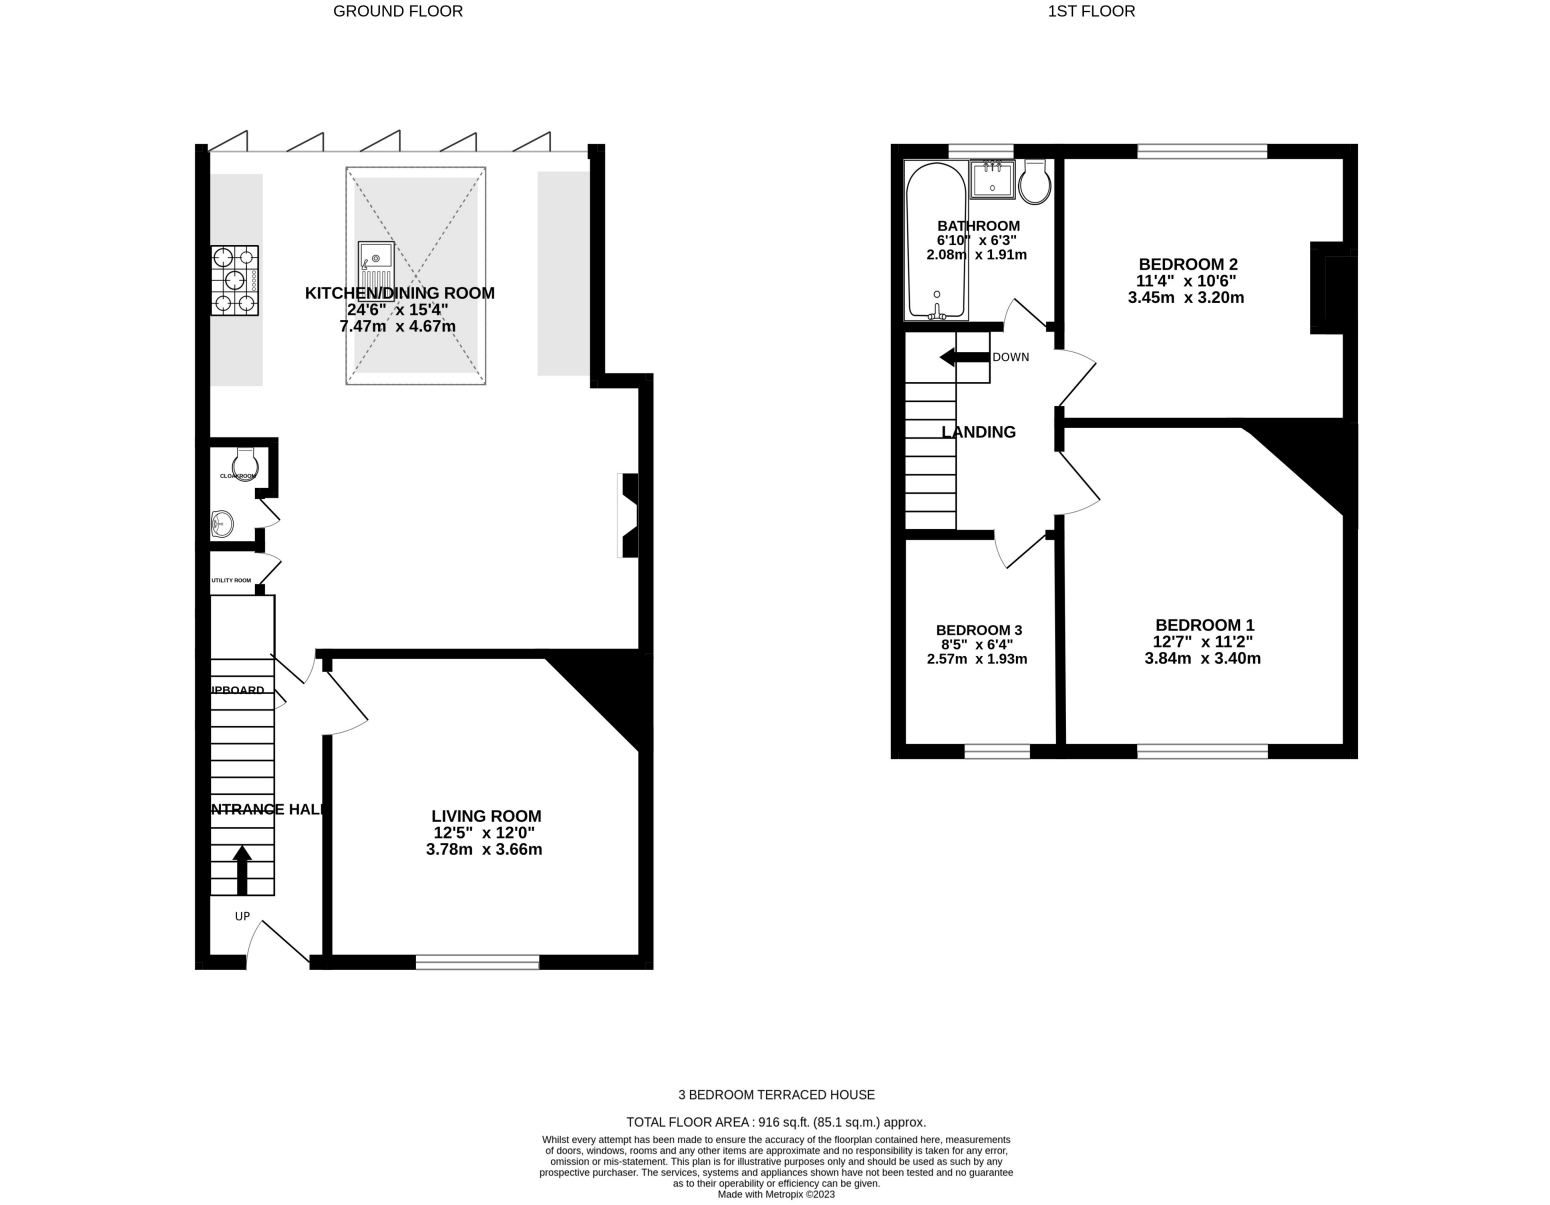 GROUND FLOOR
1ST FLOOR
KITCHEN/DINING ROOM
24'6" x 15'4"
7.47m x 4.67m
CLOAKROOM
UTILITY ROOM
UPBOARD
ENTRANCE HALL
UP
LIVING ROOM
12'5" x 12'0"
3.78m x 3.66m
BATHROOM
6'10" x 6'3"
2.08m x 1.91m
BEDROOM 2
11'4" x 10'6"
3.45m x 3.20m
DOWN
LANDING
BEDROOM 3
8'5" x 6'4"
2.57m x 1.93m
BEDROOM 1
12'7" x 11'2"
3.84m x 3.40m
3 BEDROOM TERRACED HOUSE
TOTAL FLOOR AREA : 916 sq.ft. (85.1 sq.m.) approx.
Whilst every attempt has been made to ensure the accuracy of the floorplan contained here, measurements
of doors, windows, rooms and any other items are approximate and no responsibility is taken for any error,
omission or mis-statement. This plan is for illustrative purposes only and should be used as such by any
prospective purchaser. The services, systems and appliances shown have not been tested and no guarantee
as to their operability or efficiency can be given.
Made with Metropix ©2023